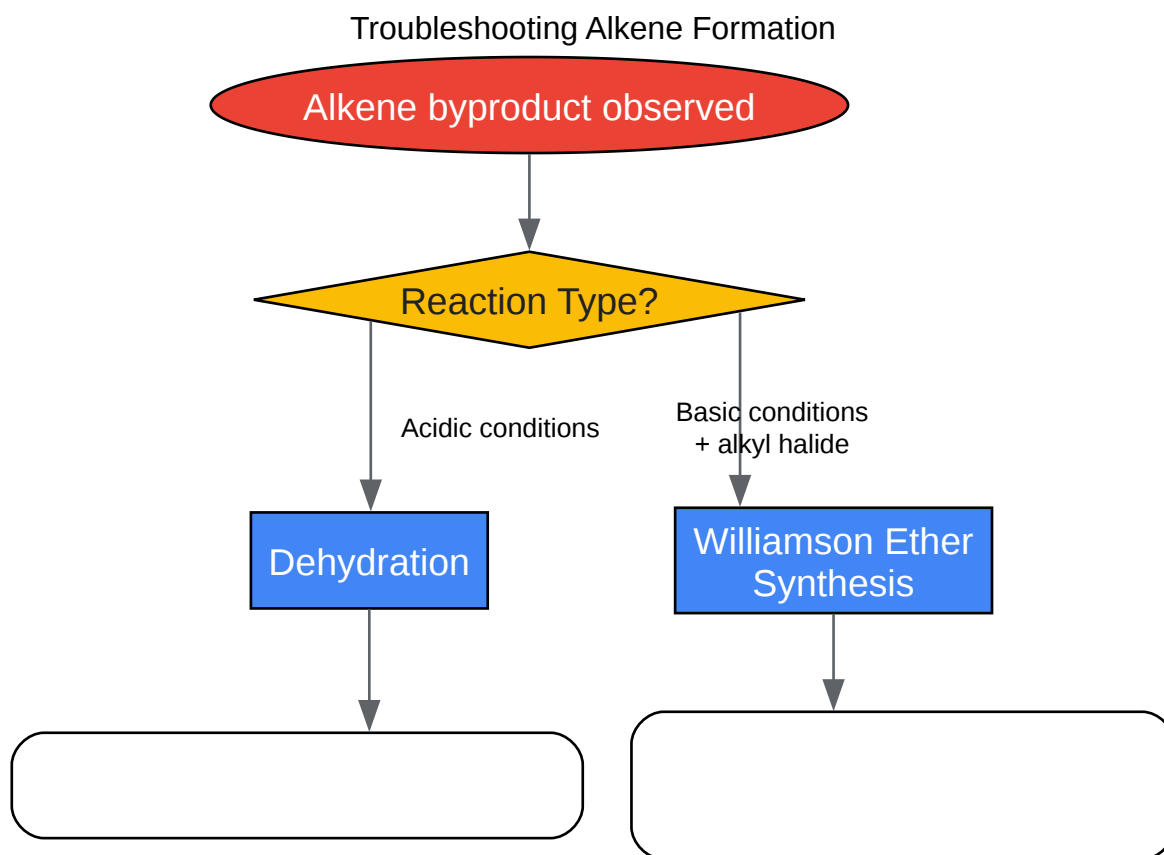 Troubleshooting Alkene Formation
Alkene byproduct observed
Reaction Type?
Acidic conditions
Basic conditions
+ alkyl halide
Dehydration
Williamson Ether
Synthesis